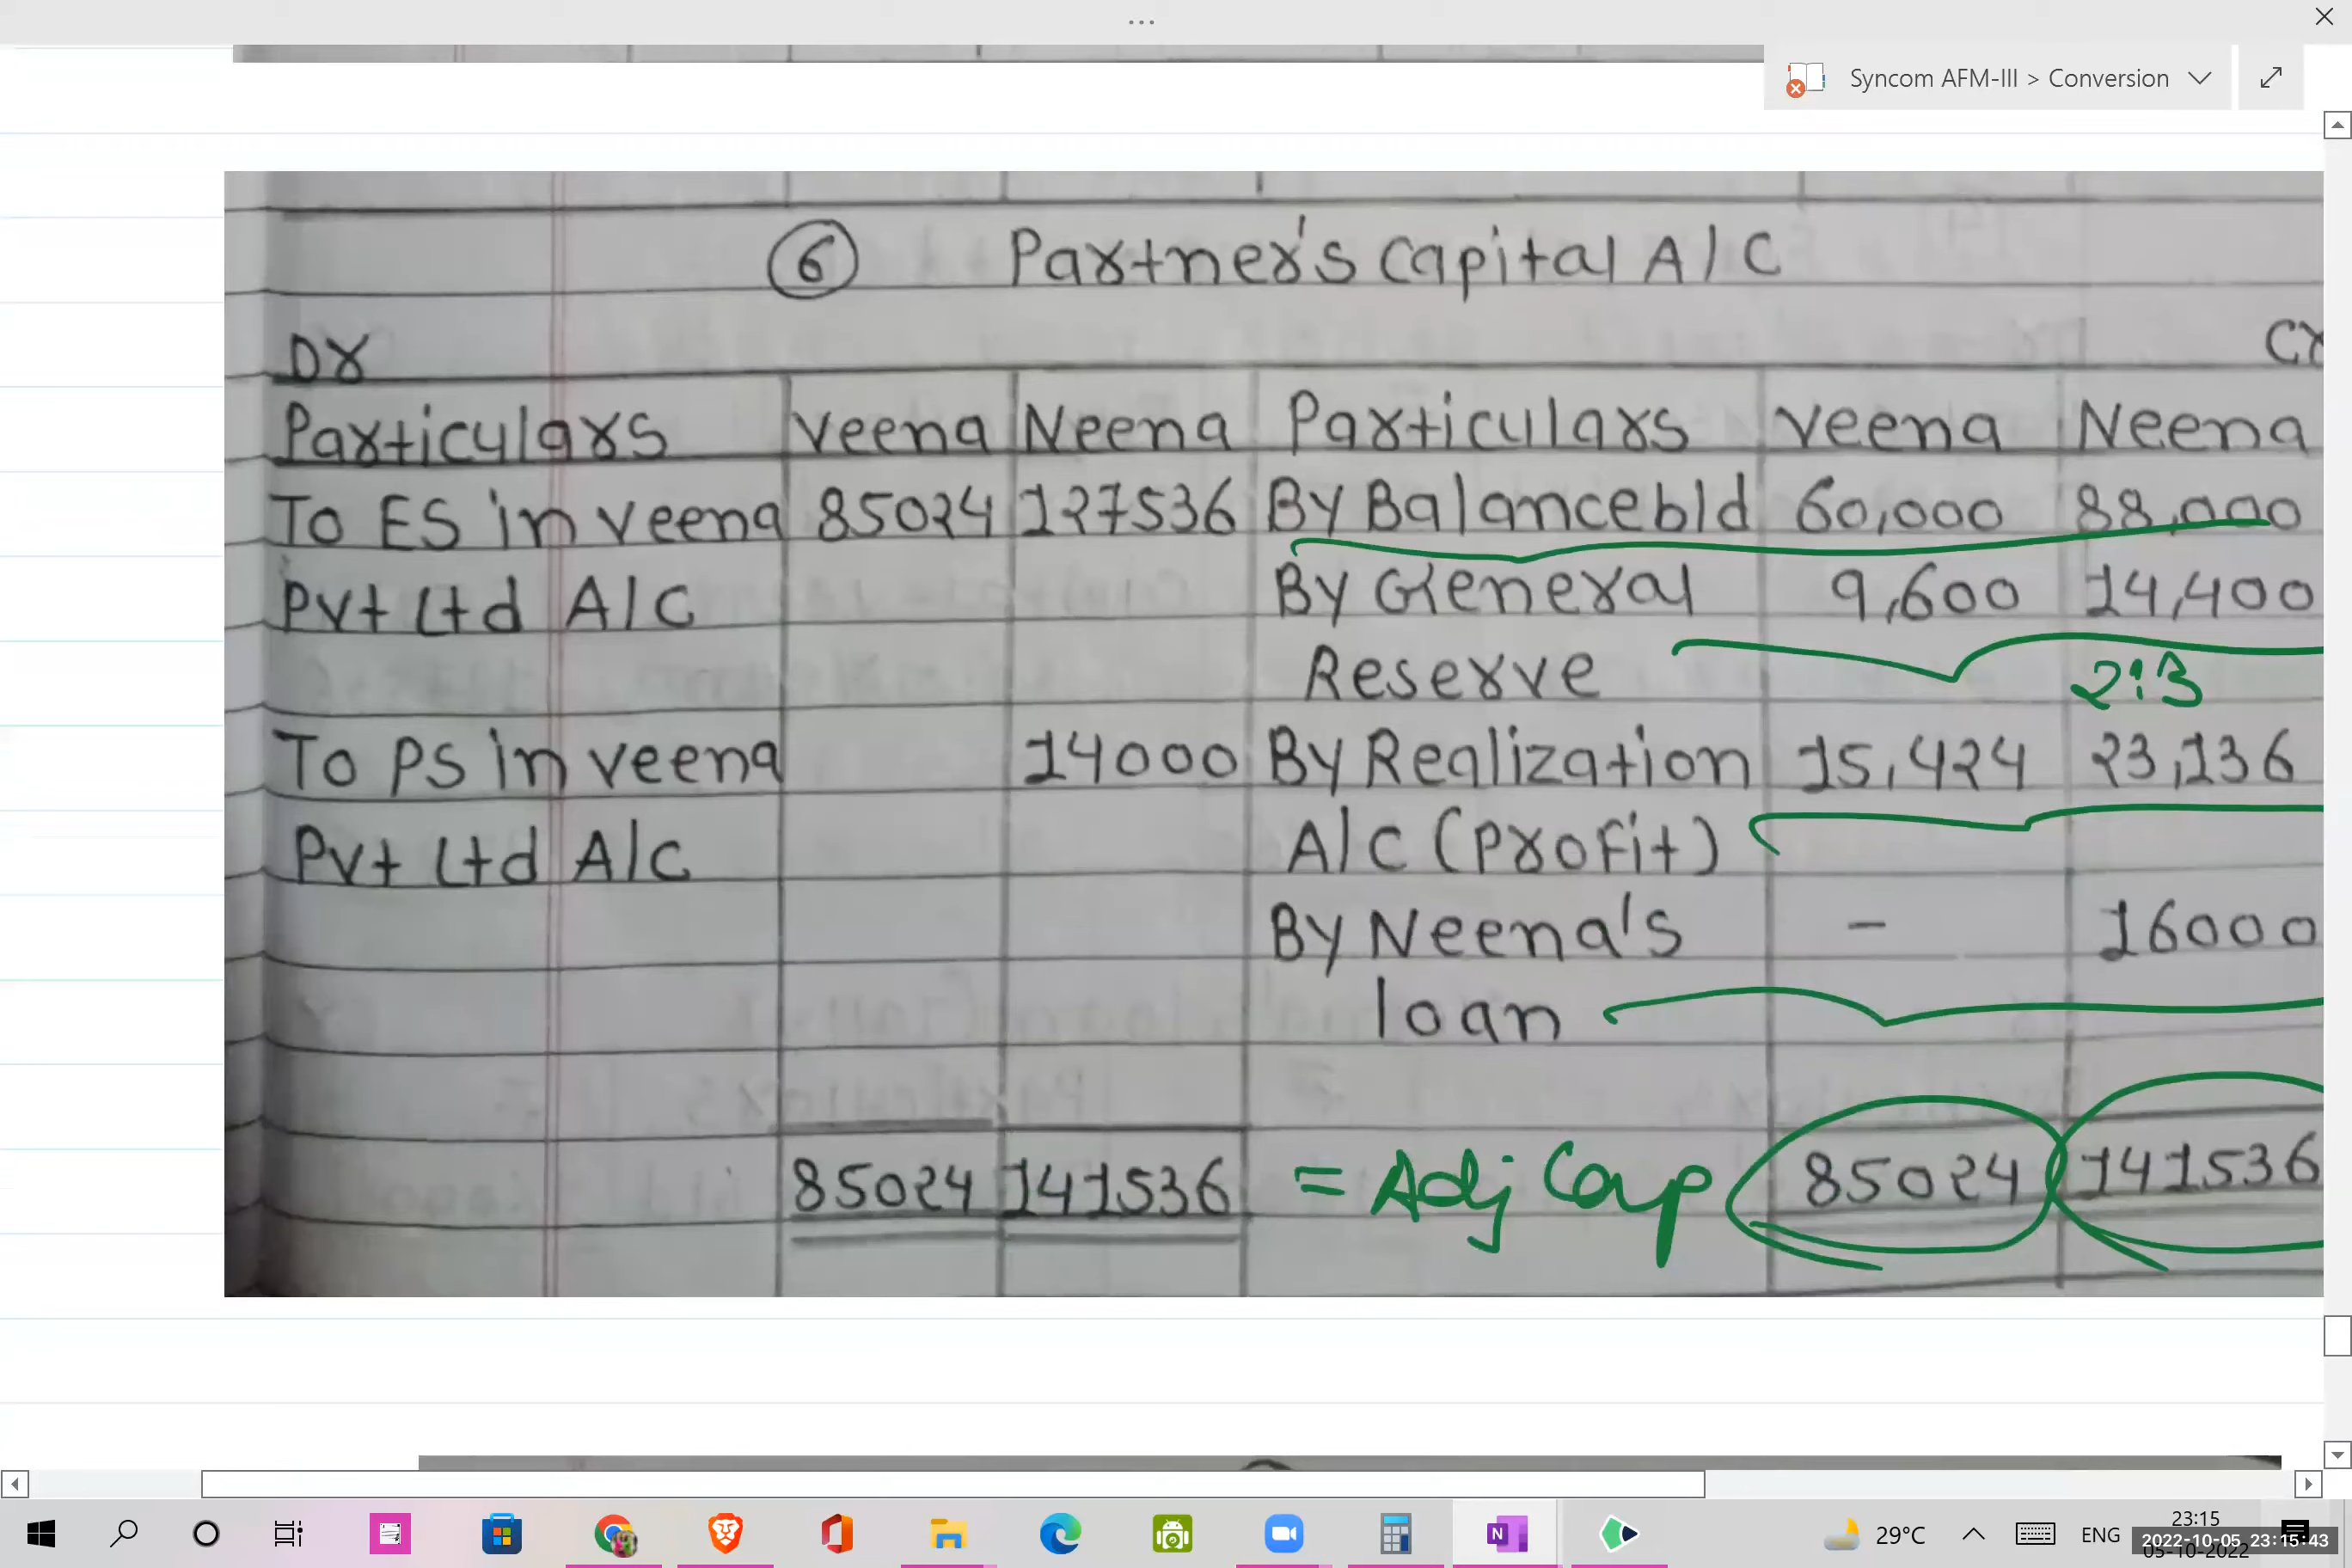 Syncom AFM-III > Conversion
6 Partner's Capital A/C
Dr Cr
Particulars Veena Neena Particulars Veena Neena
To ES in veena 85024 127536 By Balance b/d 60,000 88,000
Pvt Ltd A/C By General 9,600 14,400
Reserve 2:3
To PS in veena 14000 By Realization 15,424 23,136
Pvt Ltd A/C A/C (Profit)
By Neena's - 16000
loan
85024 141536 = Adj Cap 85024 141536
29°C ENG 23:15
2022-10-05 23:15:43
05-10-2022